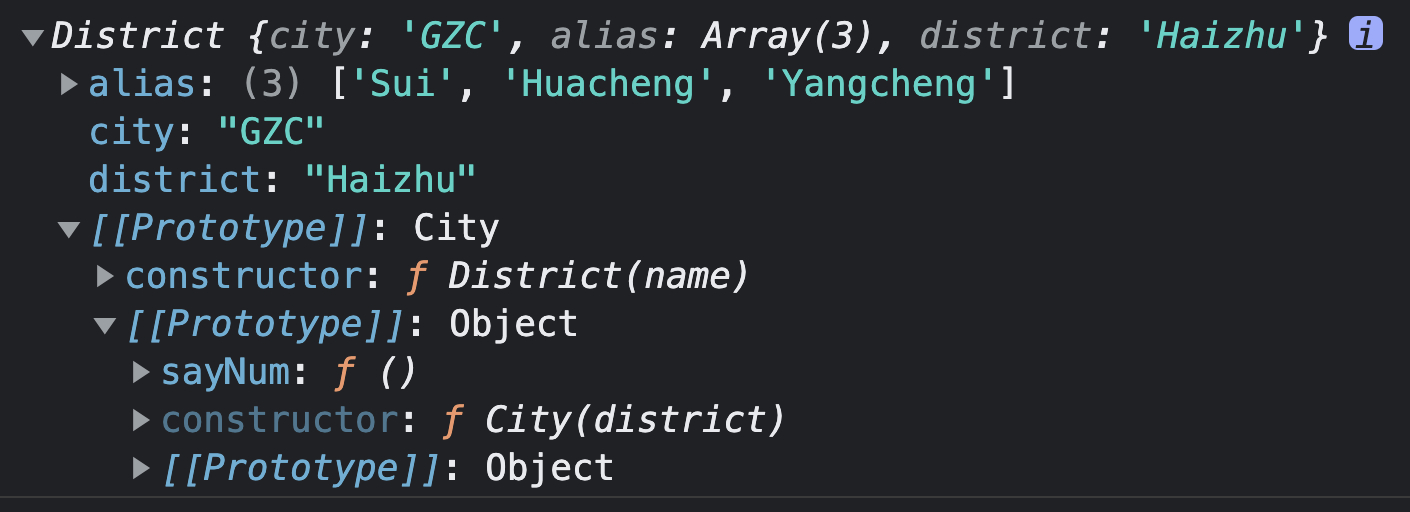 ▼District {city: 'GZC', alias: Array(3), district: 'Haizhu'} i
▶alias: (3) ['Sui', 'Huacheng', 'Yangcheng']
city: "GZC"
district: "Haizhu"
▼[[Prototype]]: City
▶constructor: ƒ District(name)
▼[[Prototype]]: Object
▶sayNum: ƒ ()
▶constructor: ƒ City(district)
▶[[Prototype]]: Object